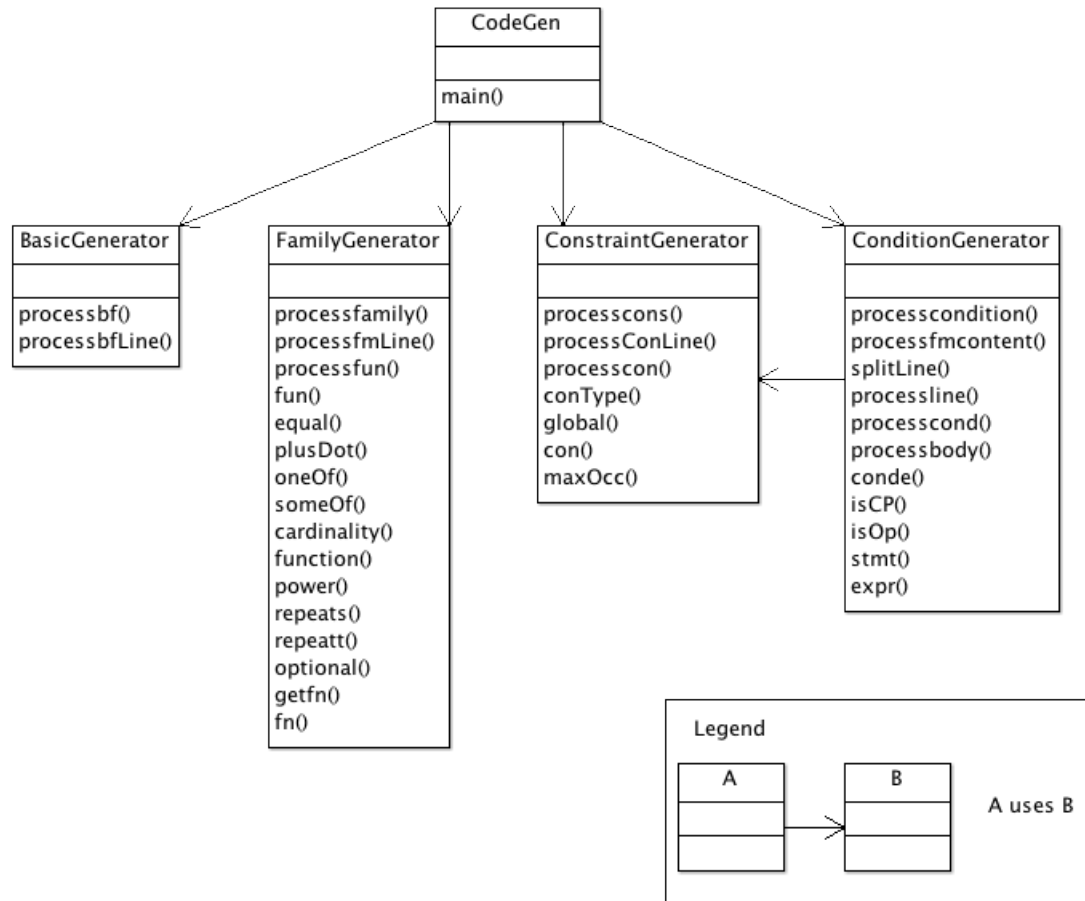 CodeGen
main()
BasicGenerator
processbf()
processbfLine()
FamilyGenerator
processfamily()
processfmLine()
processfun()
fun()
equal()
plusDot()
oneOf()
someOf()
cardinality()
function()
power()
repeats()
repeatt()
optional()
getfn()
fn()
ConstraintGenerator
processcons()
processConLine()
processcon()
conType()
global()
con()
maxOcc()
ConditionGenerator
processcondition()
processfmcontent()
splitLine()
processline()
processcond()
processbody()
conde()
isCP()
isOp()
stmt()
expr()
Legend
A
B
A uses B